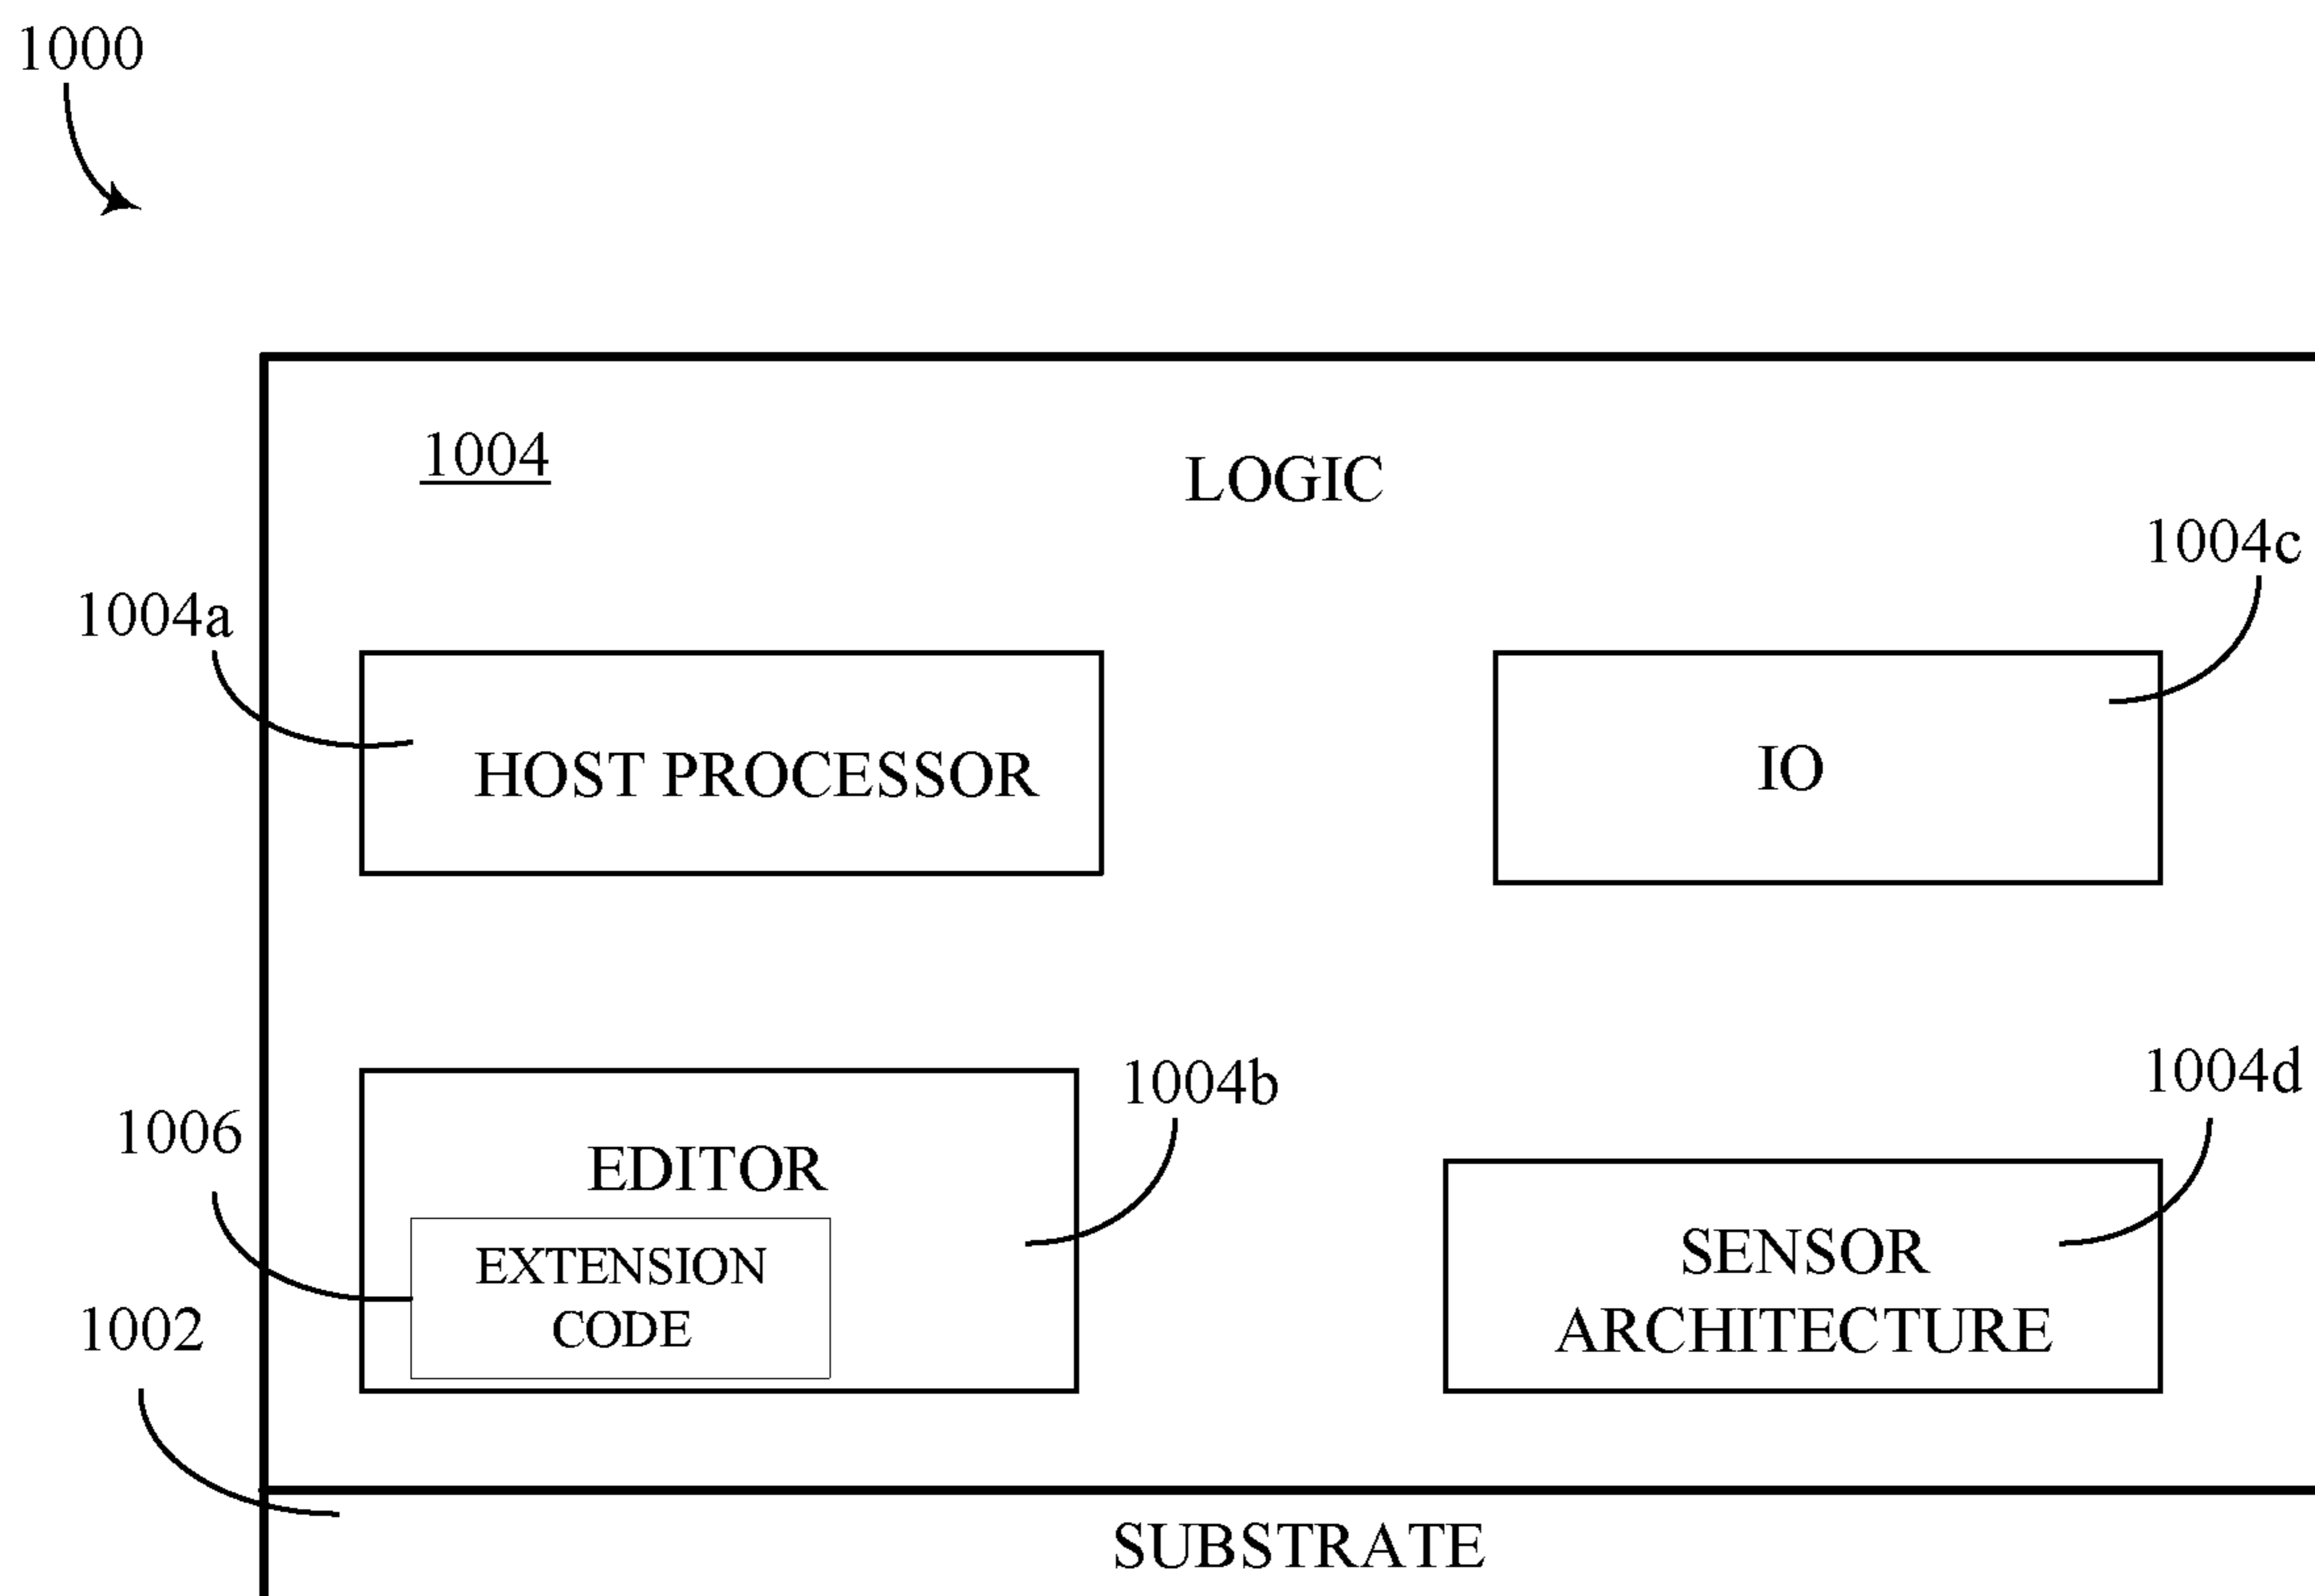 1000
1004
LOGIC
1004c
1004a
HOST PROCESSOR
IO
1004b
1004d
1006
EDITOR
EXTENSION
CODE
SENSOR
ARCHITECTURE
1002
SUBSTRATE